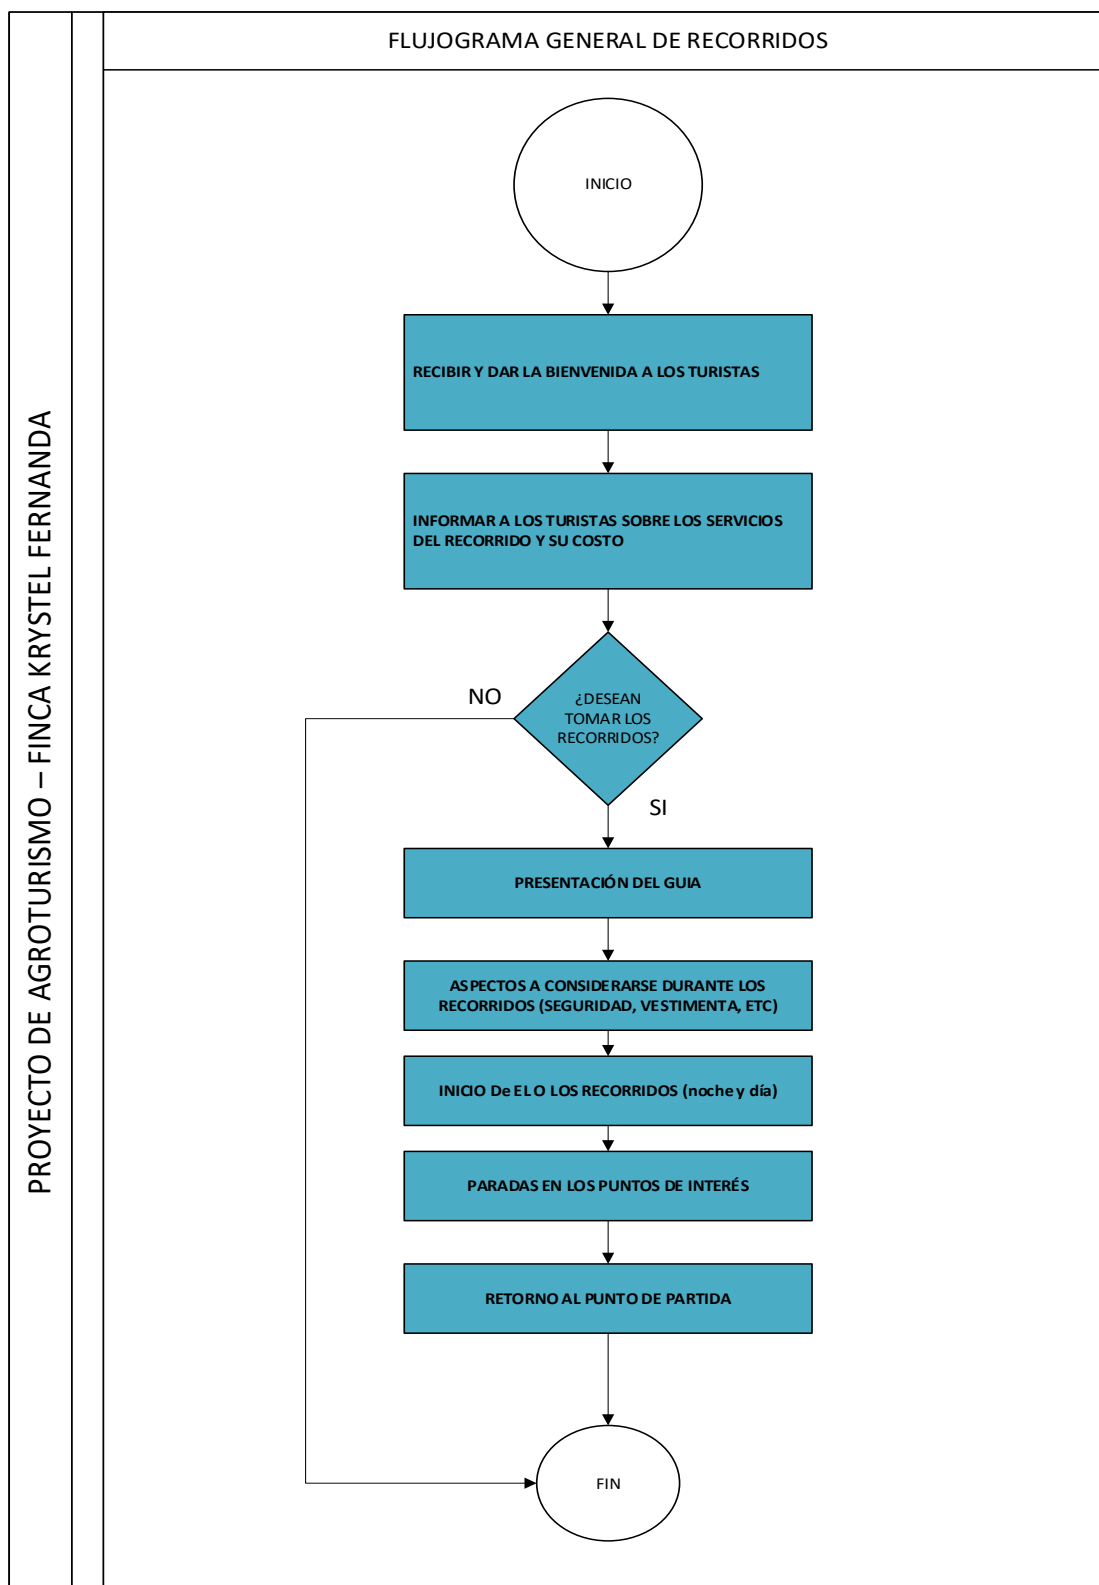 FLUJOGRAMA GENERAL DE RECORRIDOS
PROYECTO DE AGROTURISMO – FINCA KRYSTEL FERNANDA
INICIO
RECIBIR Y DAR LA BIENVENIDA A LOS TURISTAS
INFORMAR A LOS TURISTAS SOBRE LOS SERVICIOS
DEL RECORRIDO Y SU COSTO
¿DESEAN
TOMAR LOS
RECORRIDOS?
NO
SI
PRESENTACIÓN DEL GUIA
ASPECTOS A CONSIDERARSE DURANTE LOS
RECORRIDOS (SEGURIDAD, VESTIMENTA, ETC)
INICIO De EL O LOS RECORRIDOS (noche y día)
PARADAS EN LOS PUNTOS DE INTERÉS
RETORNO AL PUNTO DE PARTIDA
FIN